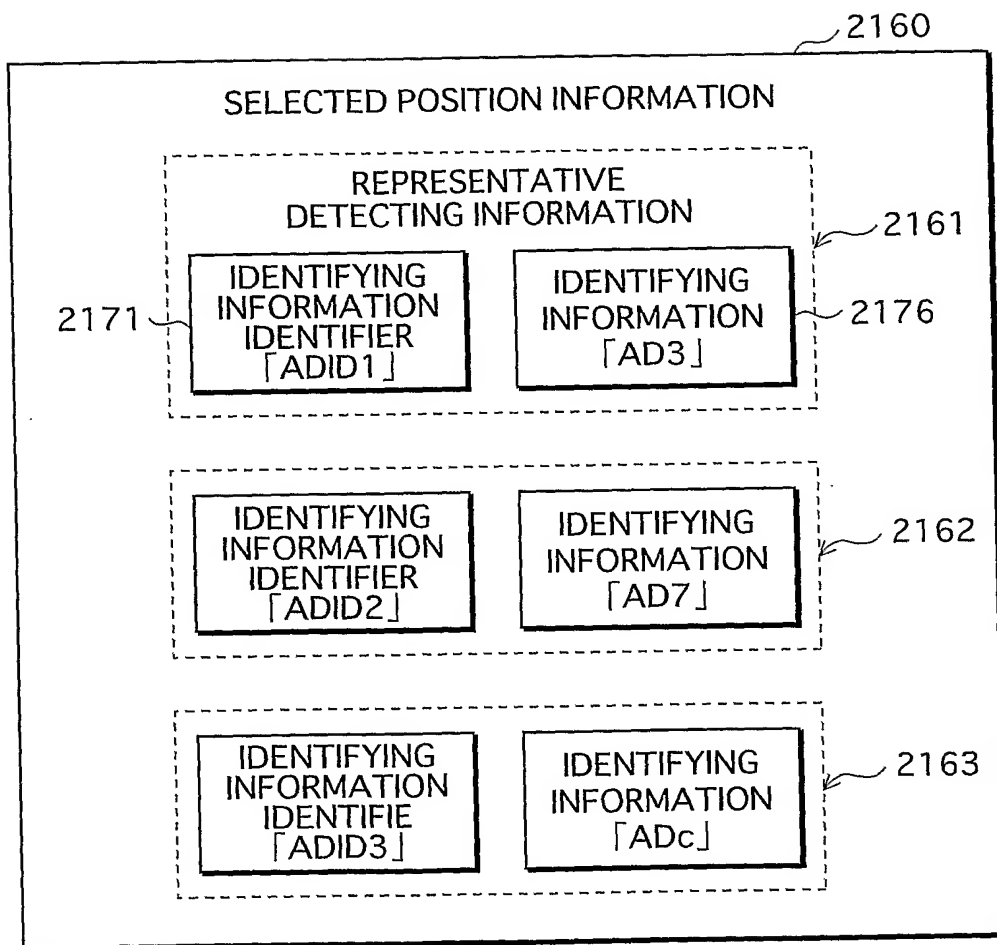 2160
SELECTED POSITION INFORMATION
REPRESENTATIVE
DETECTING INFORMATION
2161
IDENTIFYING
INFORMATION
IDENTIFIER
「ADID1」
2171
IDENTIFYING
INFORMATION
「AD3」
2176
IDENTIFYING
INFORMATION
IDENTIFIER
「ADID2」
IDENTIFYING
INFORMATION
「AD7」
2162
IDENTIFYING
INFORMATION
IDENTIFIE
「ADID3」
IDENTIFYING
INFORMATION
「ADc」
2163